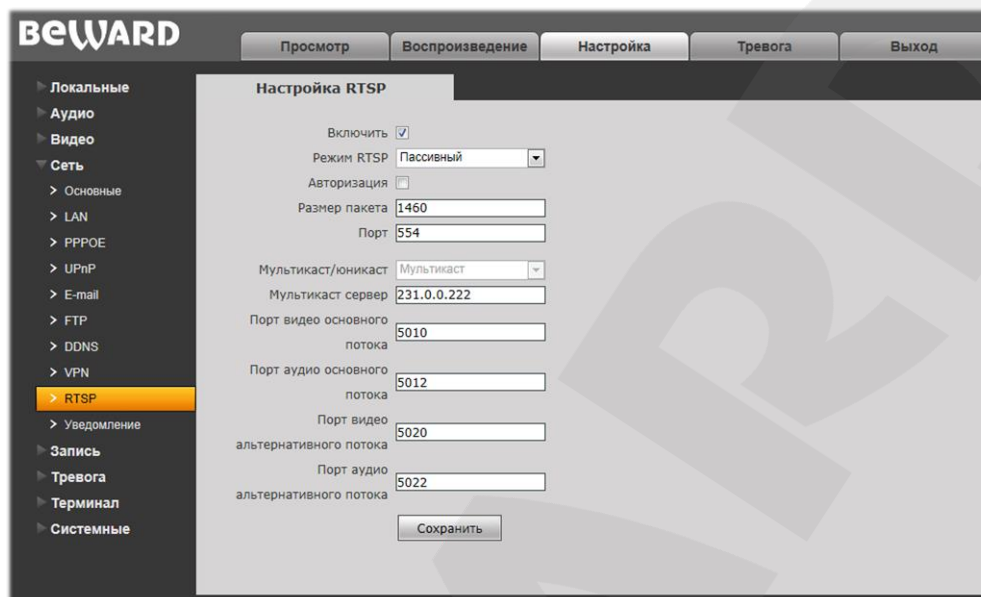 BEWARD
Просмотр
Воспроизведение
Настройка
Тревога
Выход
Локальные
Аудио
Видео
Сеть
> Основные
> LAN
> PPPOE
> UPnP
> E-mail
> FTP
> DDNS
> VPN
> RTSP
> Уведомление
Запись
Тревога
Терминал
Системные
Настройка RTSP
Включить
Режим RTSP Пассивный
Авторизация
Размер пакета 1460
Порт 554
Мультикаст/юникаст Мультикаст
Мультикаст сервер 231.0.0.222
Порт видео основного
потока 5010
Порт аудио основного
потока 5012
Порт видео
альтернативного потока 5020
Порт аудио
альтернативного потока 5022
Сохранить